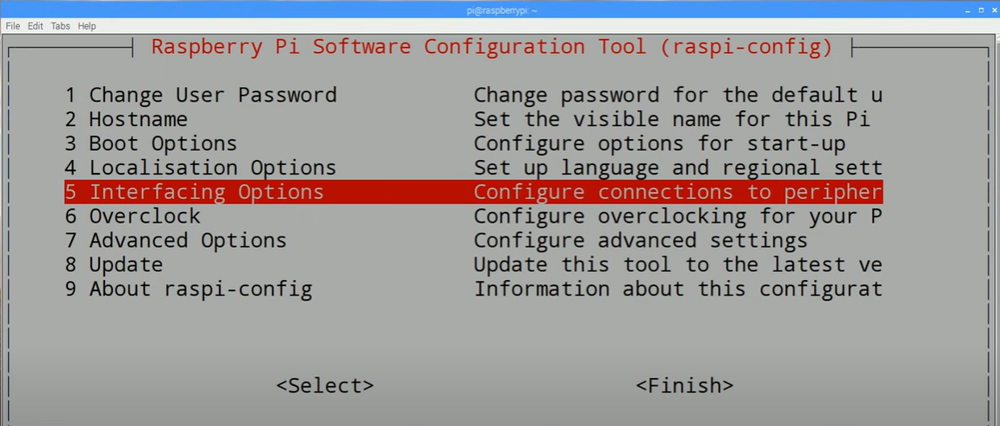 pi@raspberrypi: ~
File Edit Tabs Help
Raspberry Pi Software Configuration Tool (raspi-config)
1 Change User Password Change password for the default u
2 Hostname Set the visible name for this Pi
3 Boot Options Configure options for start-up
4 Localisation Options Set up language and regional sett
5 Interfacing Options Configure connections to peripher
6 Overclock Configure overclocking for your P
7 Advanced Options Configure advanced settings
8 Update Update this tool to the latest ve
9 About raspi-config Information about this configurat
<Select> <Finish>